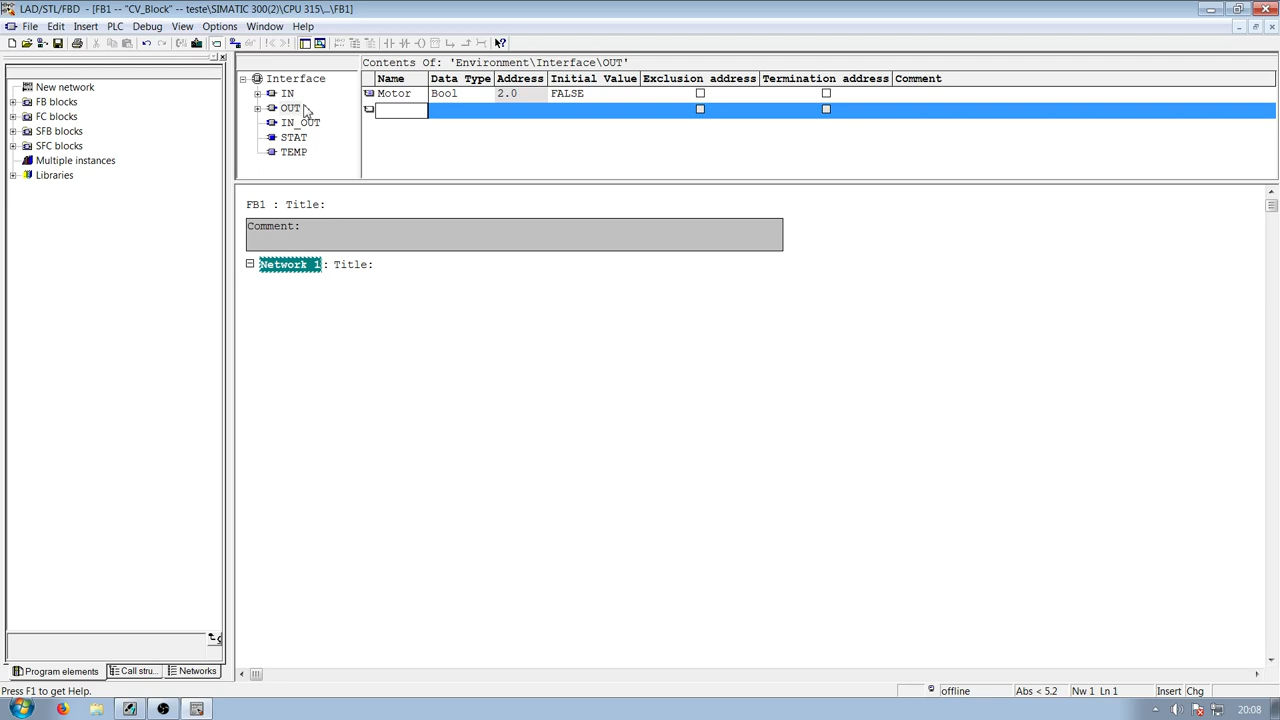 LAD/STL/FBD - [FB1 -- "CV_Block" -- teste\SIMATIC 300(2)\CPU 315\...\FB1]
File Edit Insert PLC Debug View Options Window Help
Contents Of: 'Environment\Interface\OUT'
Interface
IN
OUT
IN_OUT
STAT
TEMP
Name Data Type Address Initial Value Exclusion address Termination address Comment
Motor Bool 2.0 FALSE
New network
FB blocks
FC blocks
SFB blocks
SFC blocks
Multiple instances
Libraries
FB1 : Title:
Comment:
Network 1: Title:
Program elements Call stru... Networks
Press F1 to get Help.
offline Abs < 5.2 Nw 1 Ln 1 Insert Chg
20:08